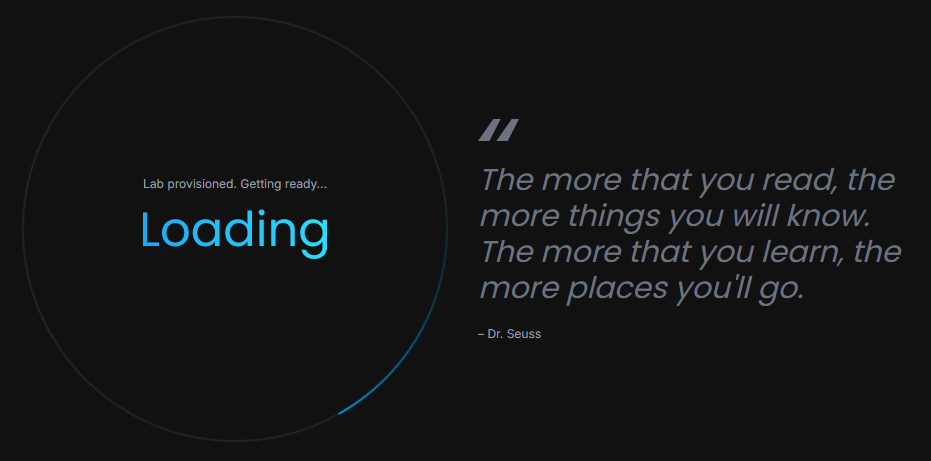 Lab provisioned. Getting ready...
Loading
"
The more that you read, the
more things you will know.
The more that you learn, the
more places you'll go.
– Dr. Seuss